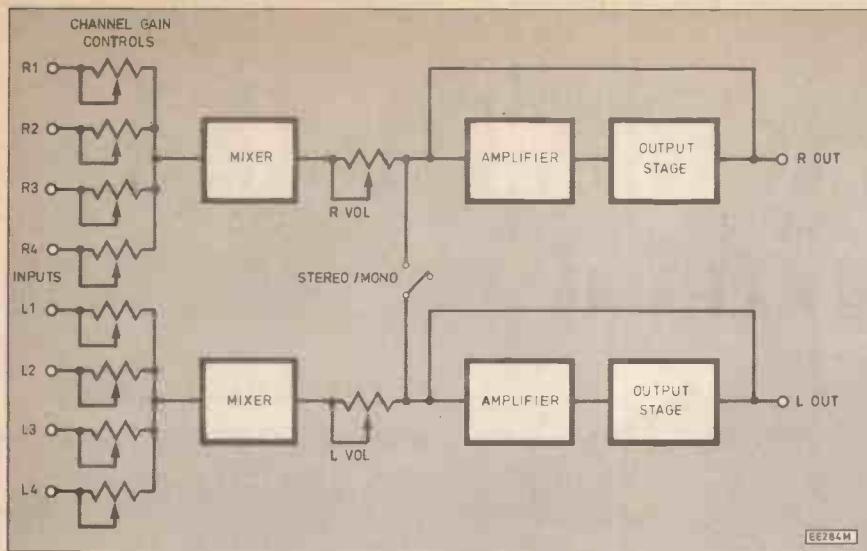 CHANNEL GAIN
CONTROLS
R1
R2
R3
R4
INPUTS
L1
L2
L3
L4
MIXER
R VOL
AMPLIFIER
OUTPUT
STAGE
R OUT
STEREO/MONO
MIXER
L VOL
AMPLIFIER
OUTPUT
STAGE
L OUT
EE284M